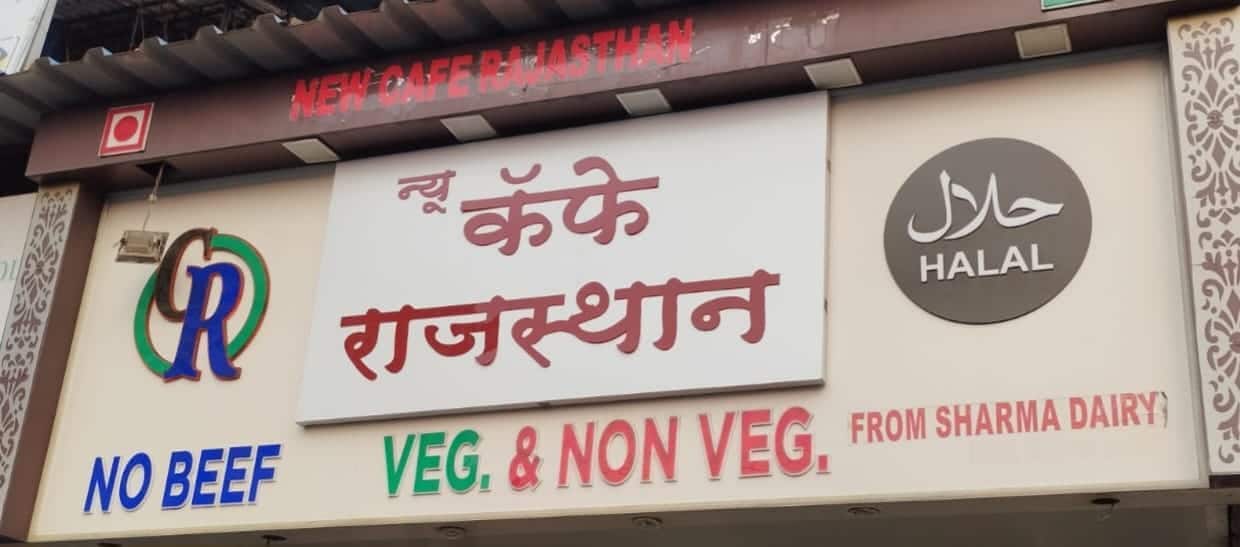 NEW CAFE RAJASTHAN
न्यू कॅफे
राजस्थान
CR
حلال
HALAL
NO BEEF
VEG. & NON VEG.
FROM SHARMA DAIRY